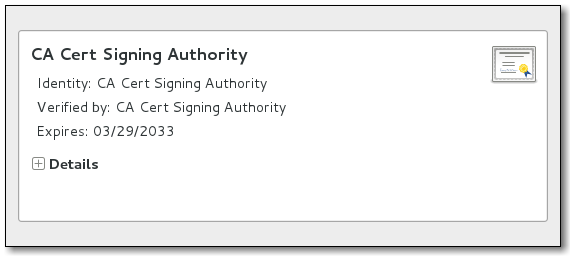 CA Cert Signing Authority
Identity: CA Cert Signing Authority
Verified by: CA Cert Signing Authority
Expires: 03/29/2033
Details